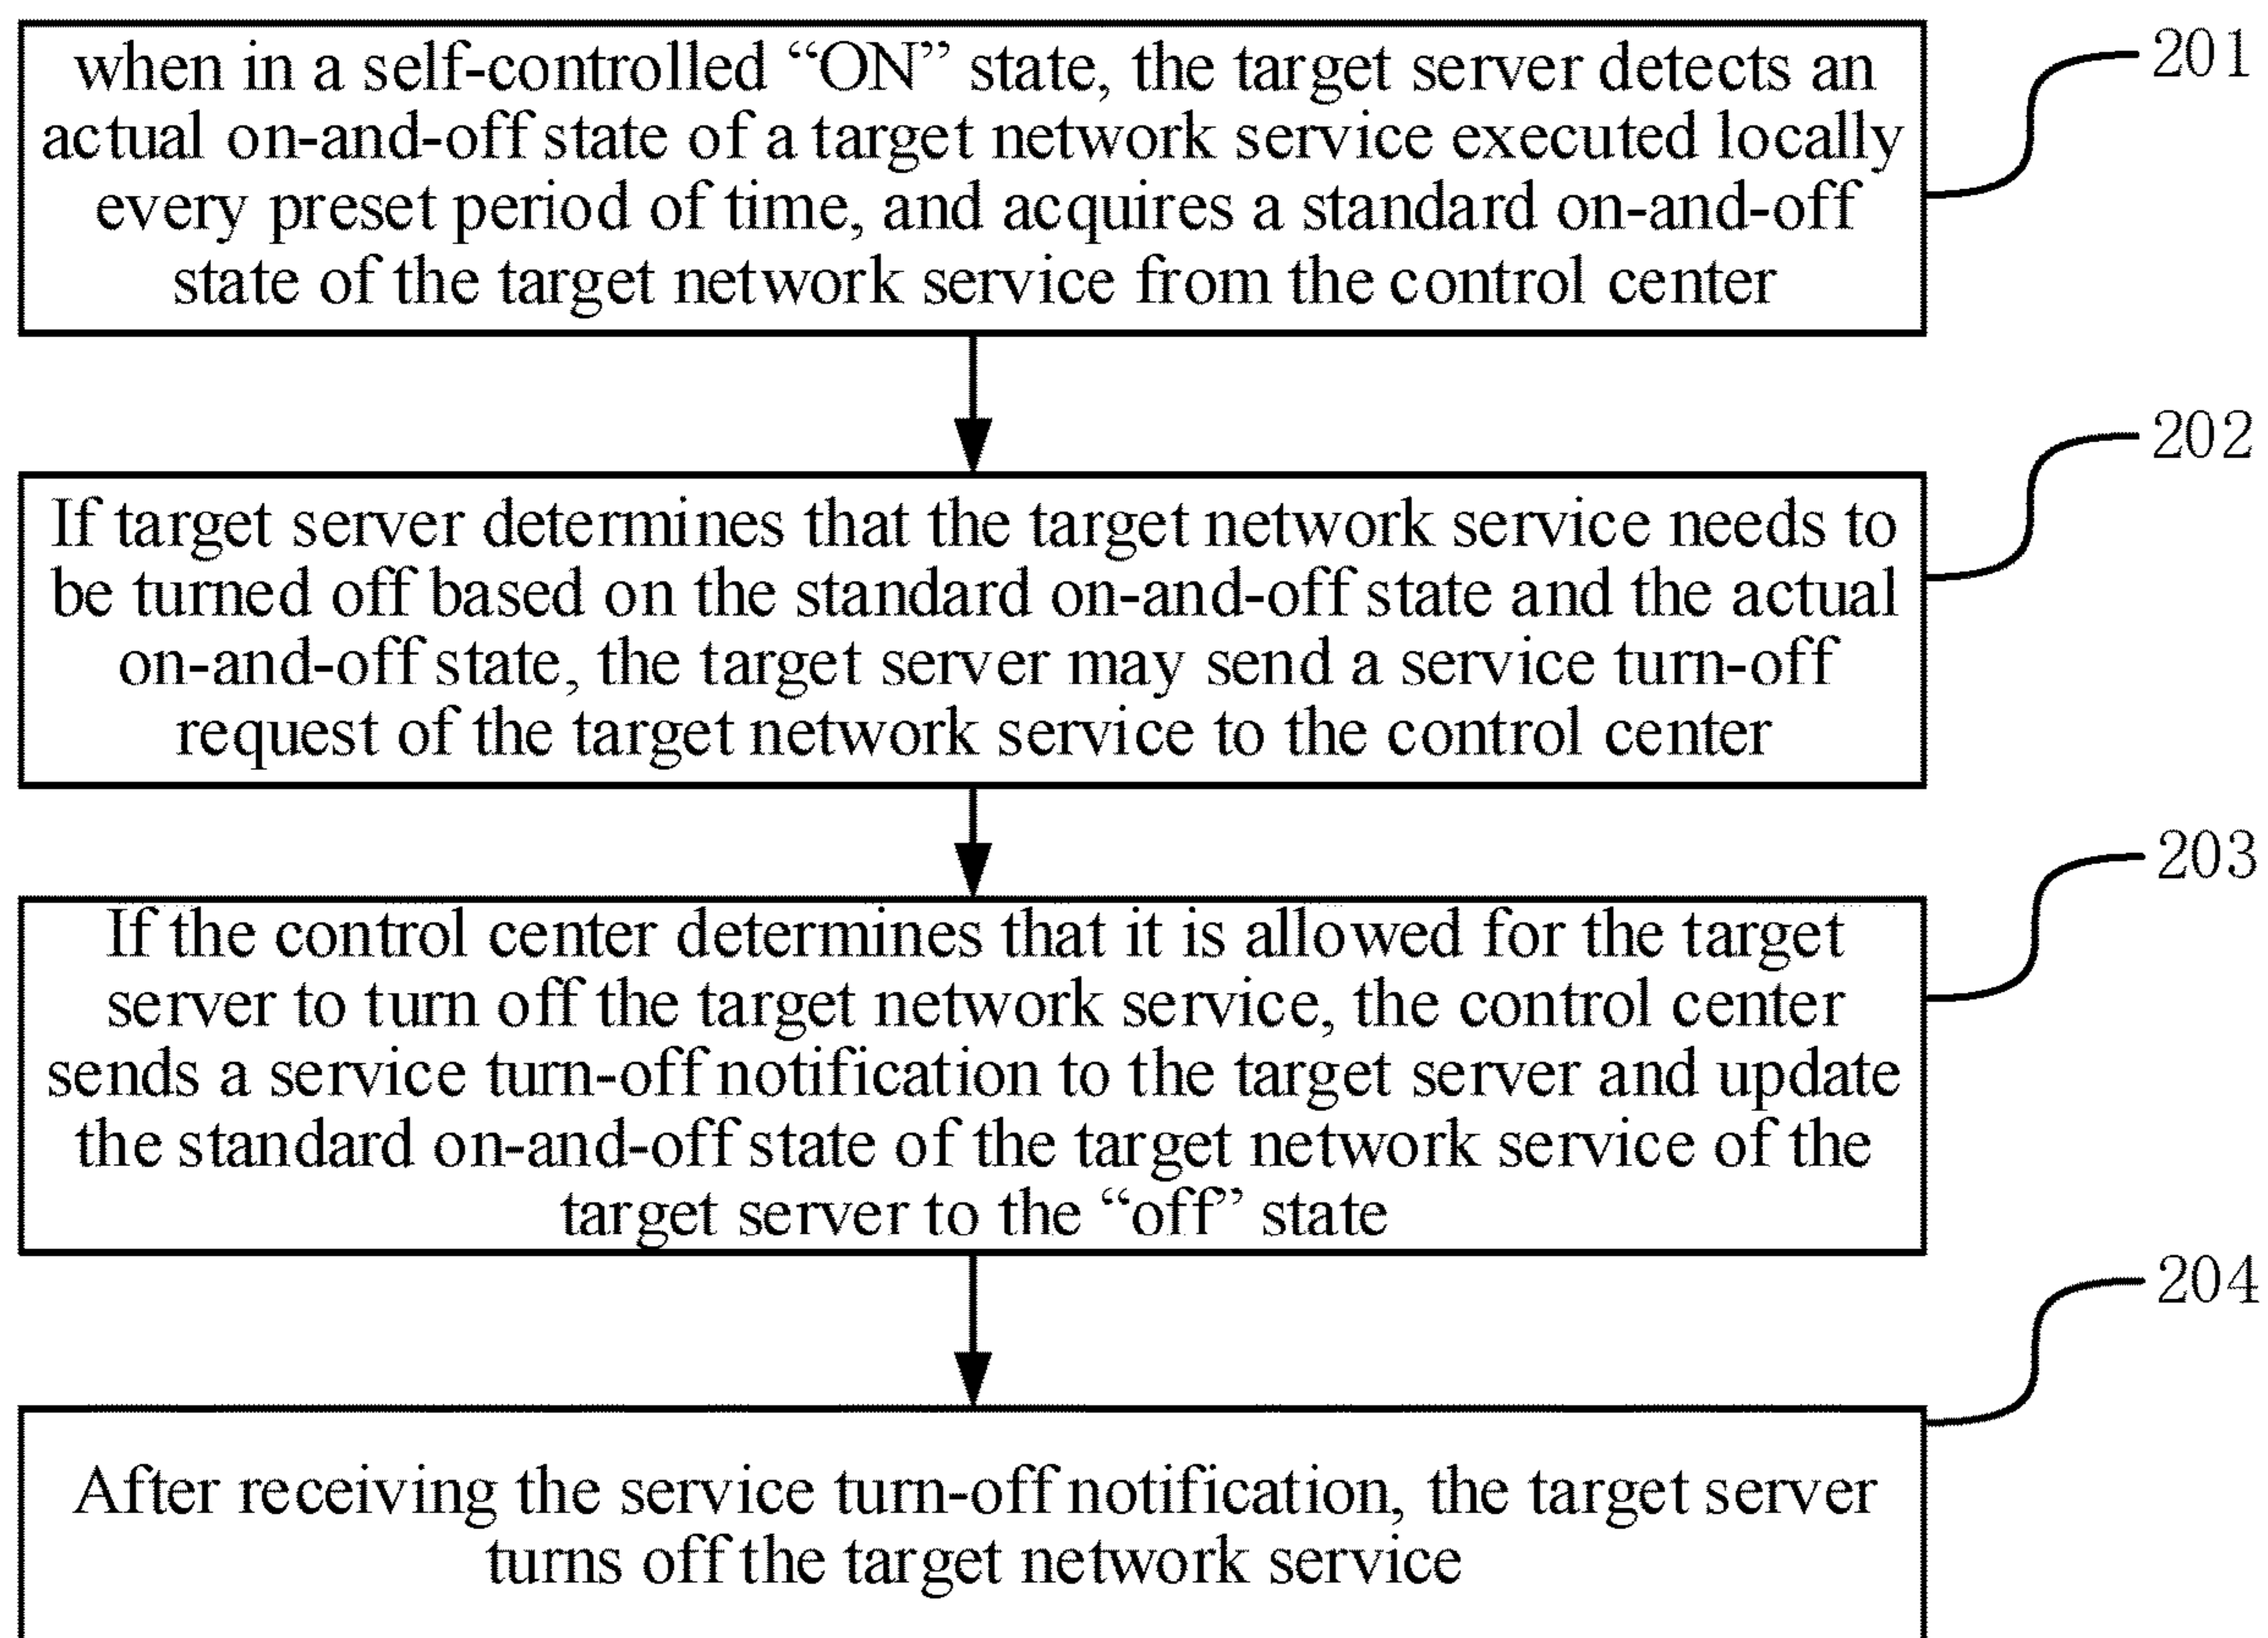 when in a self-controlled “ON” state, the target server detects an
actual on-and-off state of a target network service executed locally
every preset period of time, and acquires a standard on-and-off
state of the target network service from the control center
201
If target server determines that the target network service needs to
be turned off based on the standard on-and-off state and the actual
on-and-off state, the target server may send a service turn-off
request of the target network service to the control center
202
If the control center determines that it is allowed for the target
server to turn off the target network service, the control center
sends a service turn-off notification to the target server and update
the standard on-and-off state of the target network service of the
target server to the “off” state
203
After receiving the service turn-off notification, the target server
turns off the target network service
204